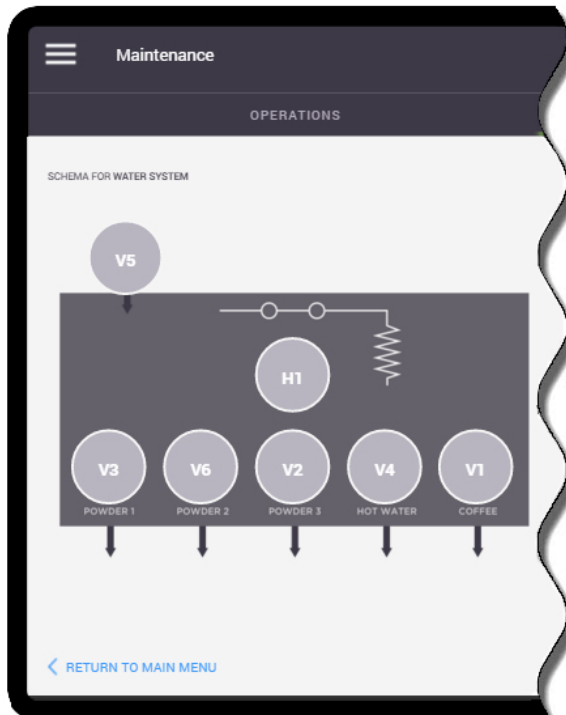 Maintenance
OPERATIONS
SCHEMA FOR WATER SYSTEM
V5
H1
V3 V6 V2 V4 V1
POWDER 1 POWDER 2 POWDER 3 HOT WATER COFFEE
RETURN TO MAIN MENU